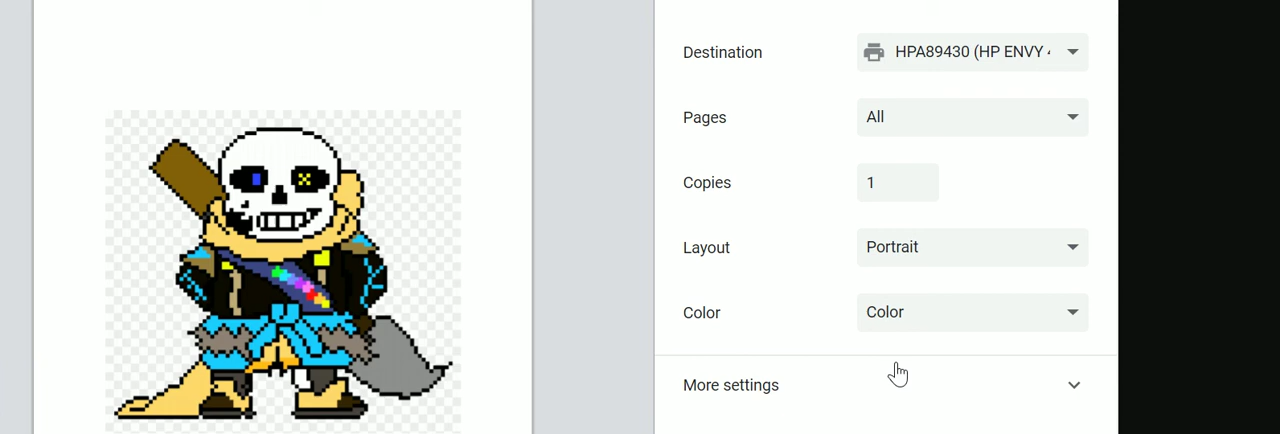 Destination
HPA89430 (HP ENVY
Pages
All
Copies
1
Layout
Portrait
Color
Color
More settings